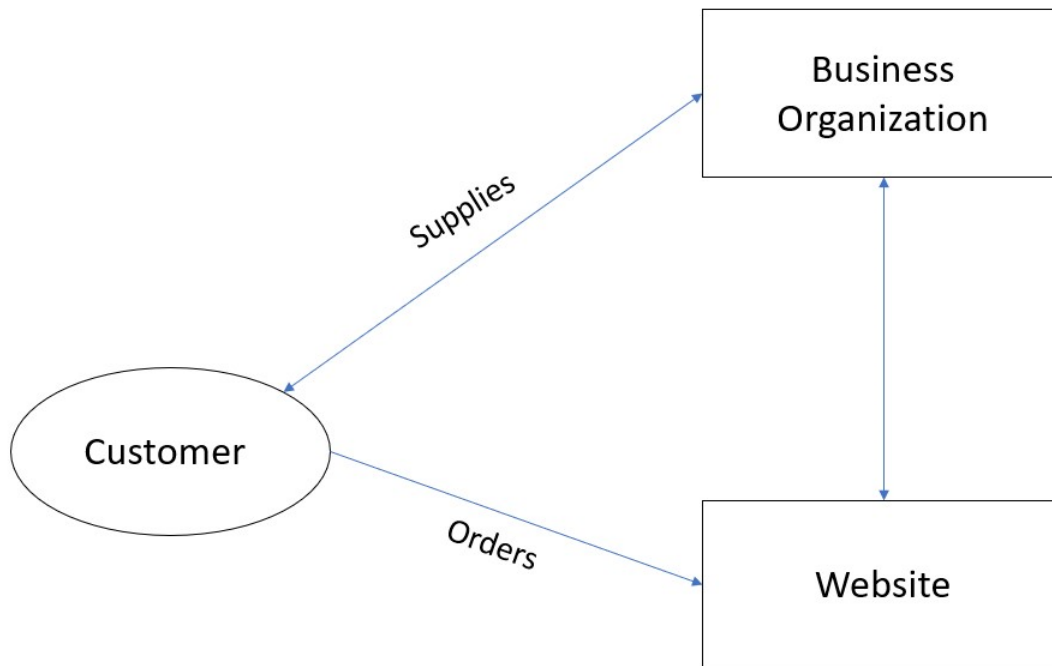 Business
Organization
Supplies
Customer
Orders
Website